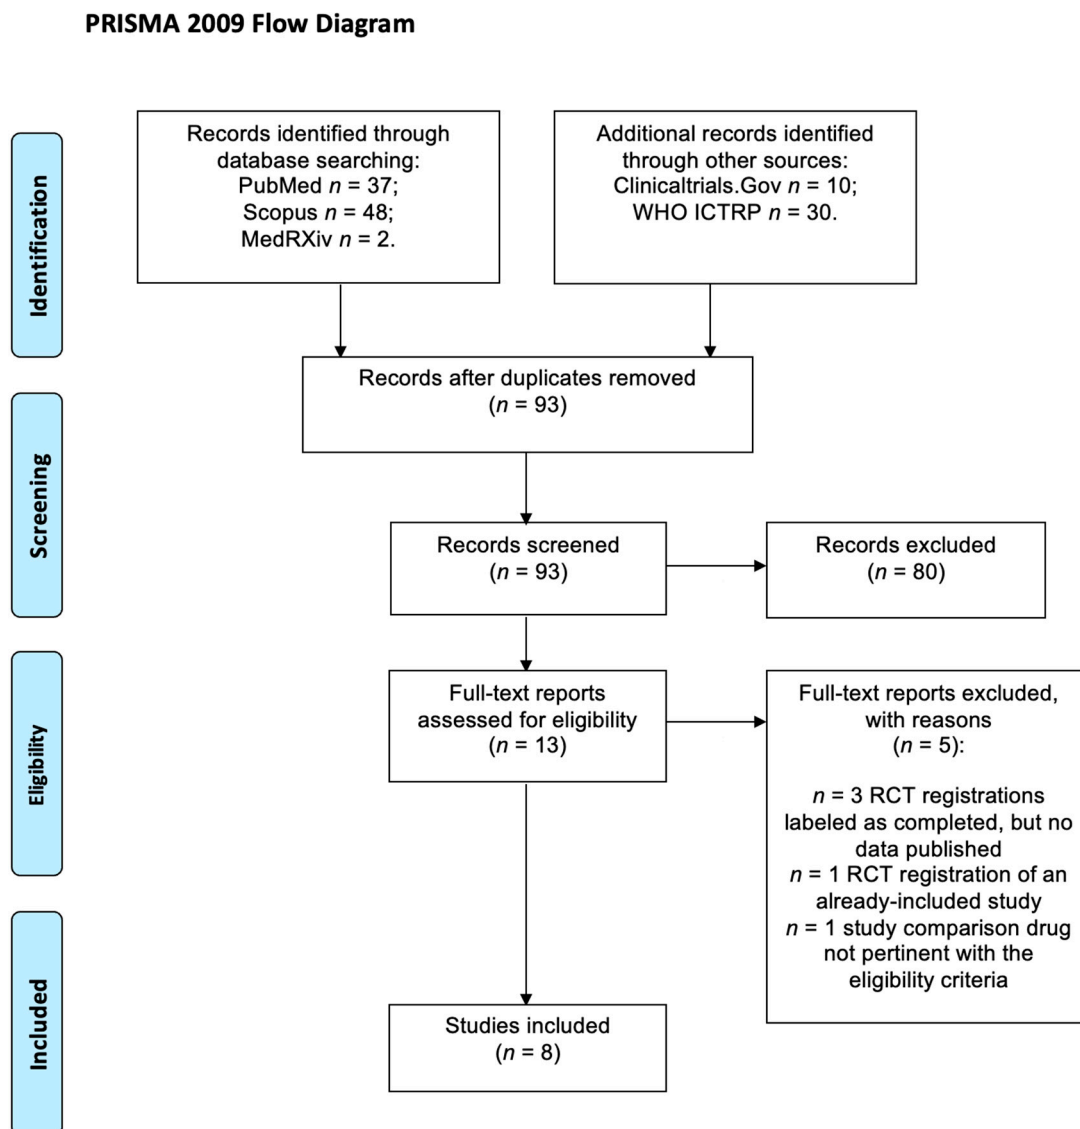 PRISMA 2009 Flow Diagram
Identification
Records identified through
database searching:
PubMed n = 37;
Scopus n = 48;
MedRXiv n = 2.
Additional records identified
through other sources:
Clinicaltrials.Gov n = 10;
WHO ICTRP n = 30.
Records after duplicates removed
(n = 93)
Screening
Records screened
(n = 93)
Records excluded
(n = 80)
Eligibility
Full-text reports
assessed for eligibility
(n = 13)
Full-text reports excluded,
with reasons
(n = 5):
n = 3 RCT registrations
labeled as completed, but no
data published
n = 1 RCT registration of an
already-included study
n = 1 study comparison drug
not pertinent with the
eligibility criteria
Included
Studies included
(n = 8)